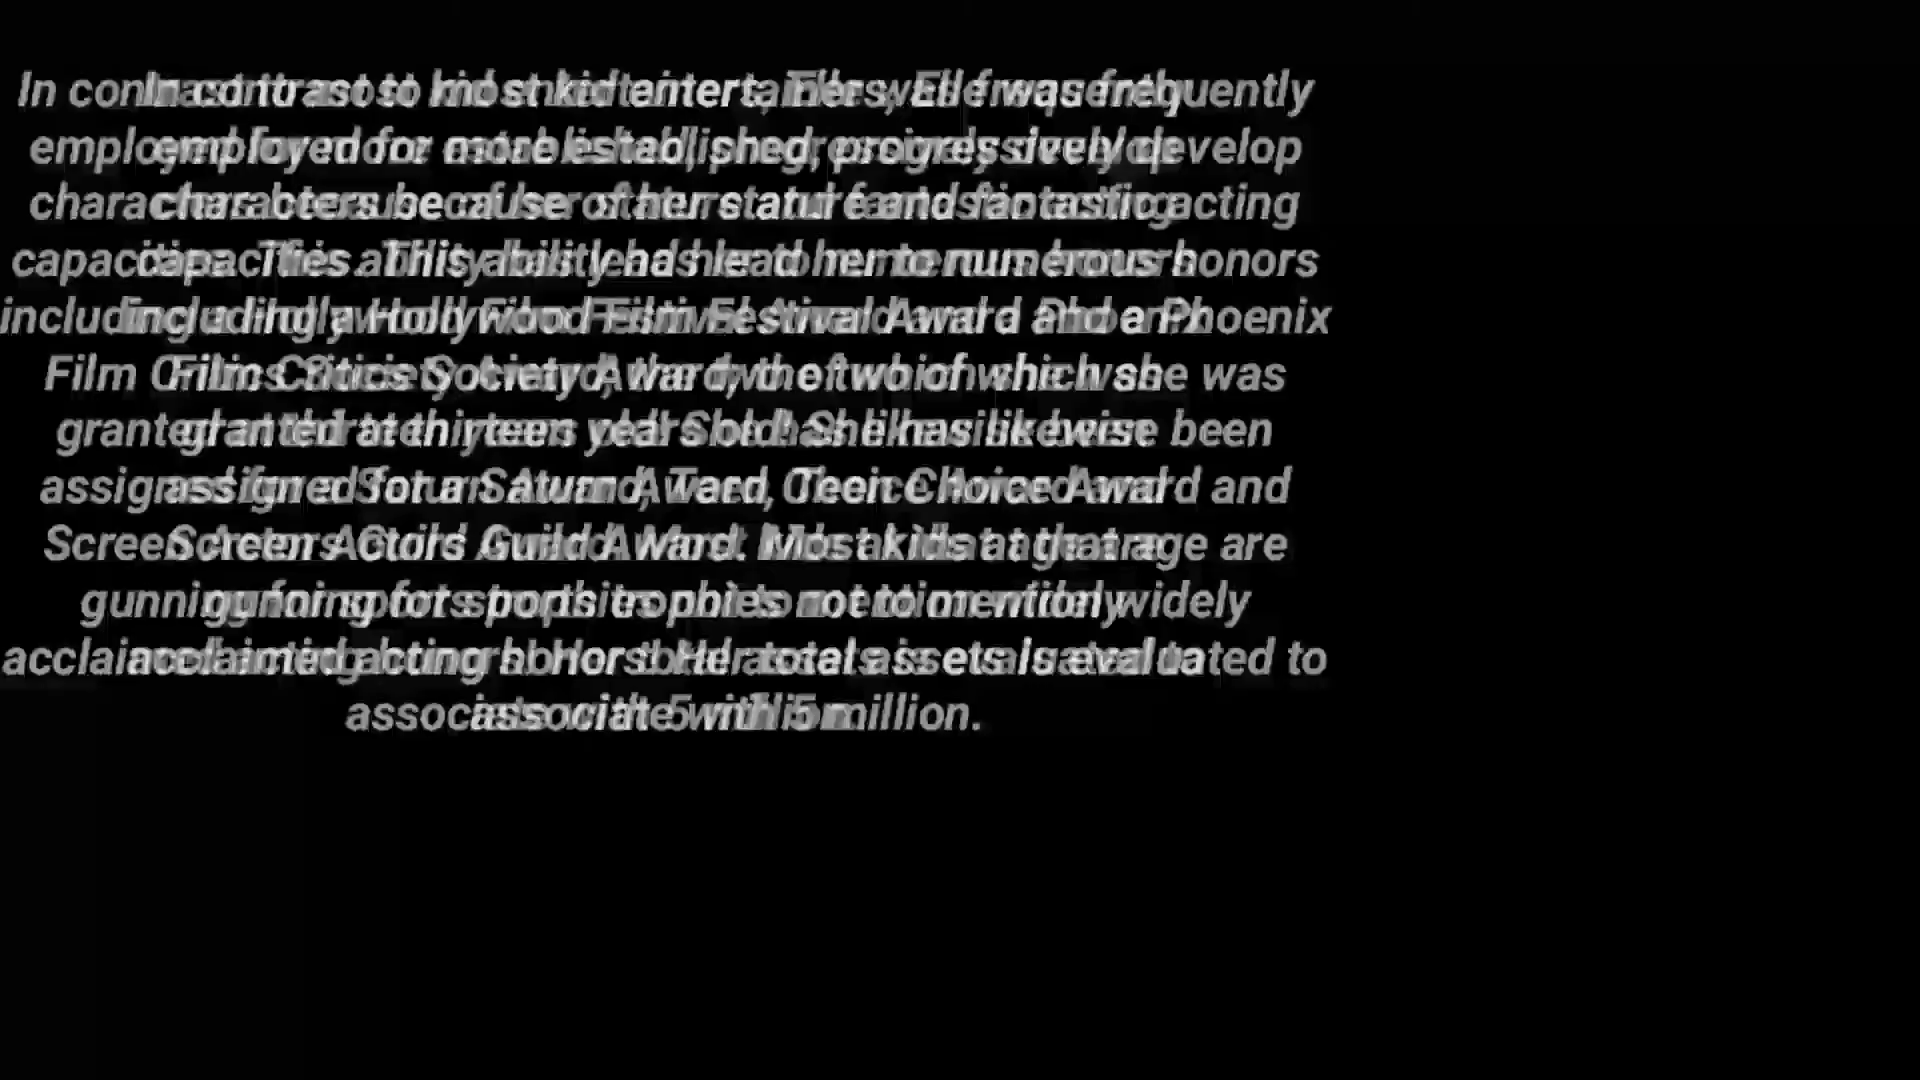 In contrast to most kid entertainers, Elle was frequently
employed for more established, progressively develop
characters because of her stature and fantastic acting
capacities. This ability has lead her to numerous honors
including a Hollywood Film Festival Award and a Phoenix
Film Critics Society Award, the two of which she was
granted at thirteen years old! She has likewise been
assigned for a Saturn Award, Teen Choice Award and
Screen Actors Guild Award. Most kids at that age are
gunning for sports trophies not to mention widely
acclaimed acting honors! Her total assets is evaluated to
associate with 5 million.